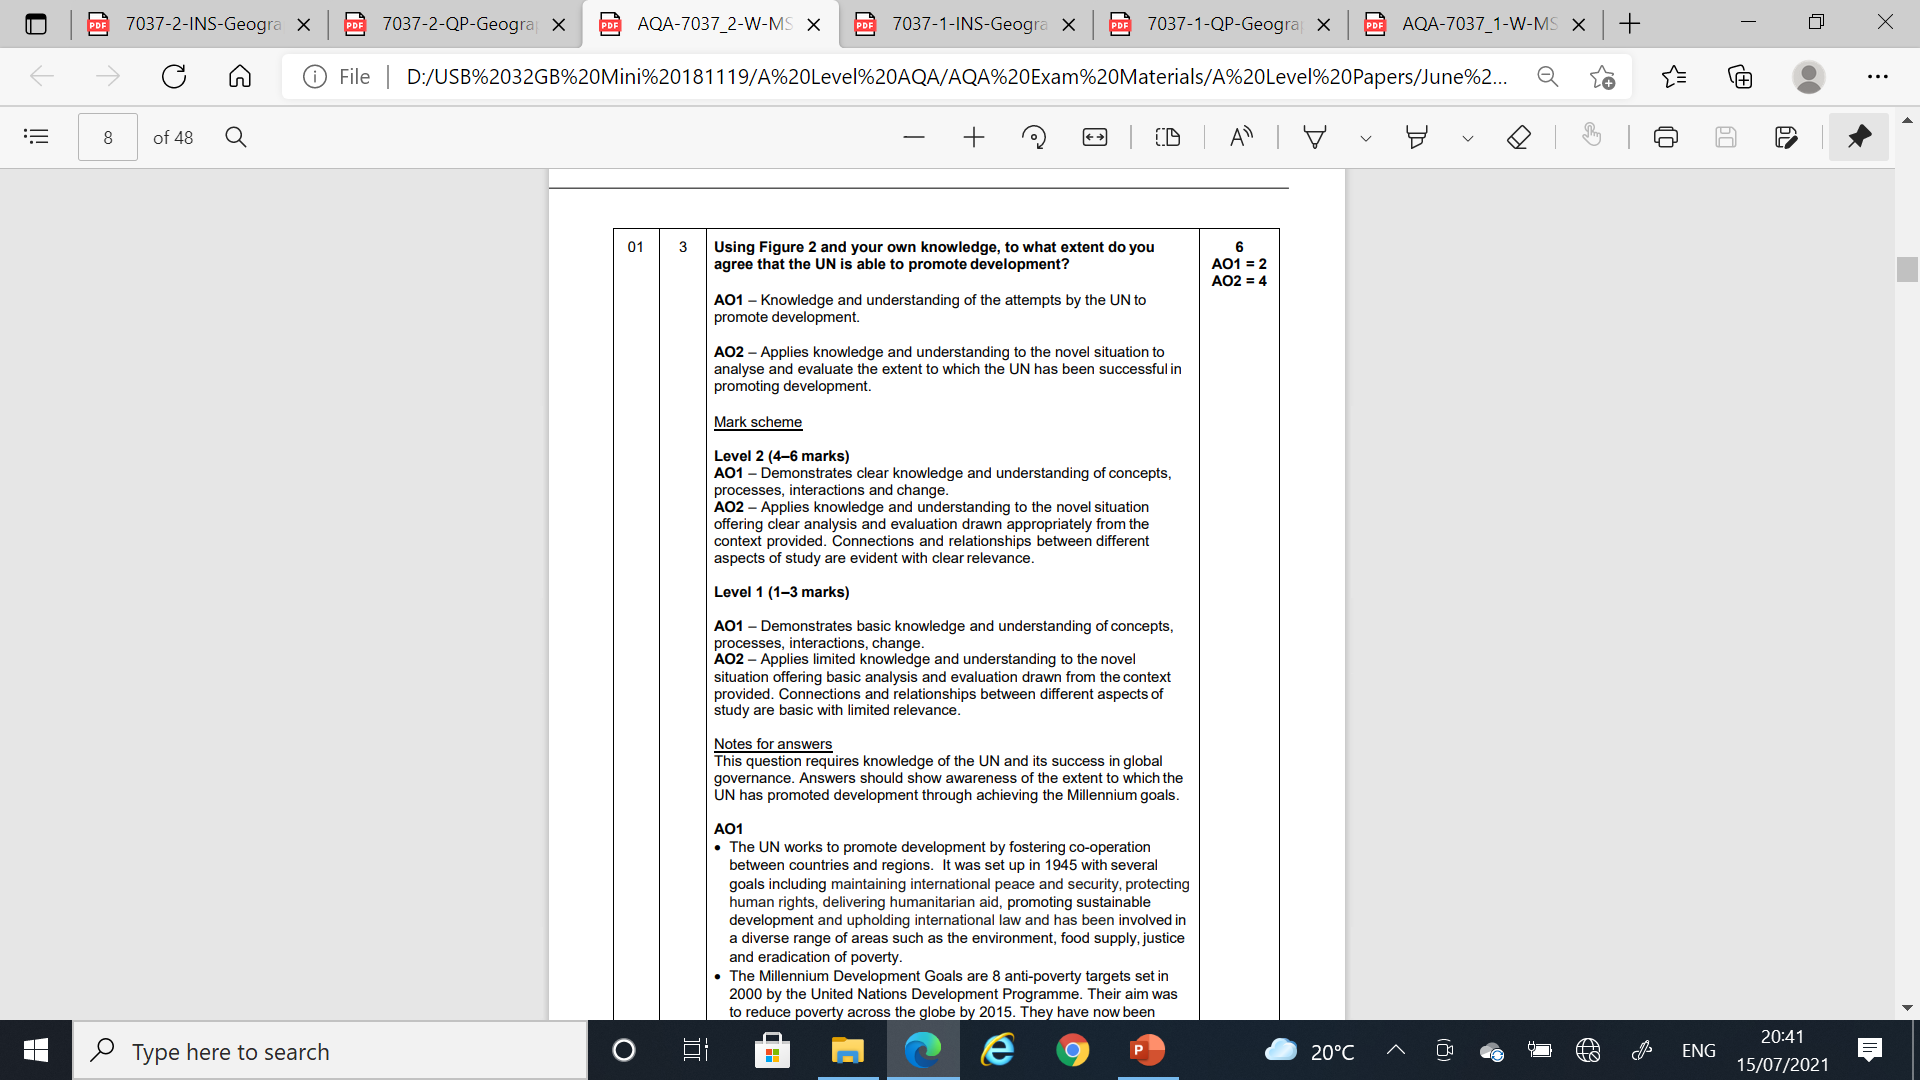 7037-2-INS-Geogra
7037-2-QP-Geogra
AQA-7037_2-W-MS
7037-1-INS-Geogra
7037-1-QP-Geogra
AQA-7037_1-W-MS
File
D:/USB%2032GB%20Mini%20181119/A%20Level%20AQA/AQA%20Exam%20Materials/A%20Level%20Papers/June%2...
8 of 48
01 3 Using Figure 2 and your own knowledge, to what extent do you 6
agree that the UN is able to promote development? AO1 = 2
AO2 = 4
AO1 – Knowledge and understanding of the attempts by the UN to
promote development.
AO2 – Applies knowledge and understanding to the novel situation to
analyse and evaluate the extent to which the UN has been successful in
promoting development.
Mark scheme
Level 2 (4–6 marks)
AO1 – Demonstrates clear knowledge and understanding of concepts,
processes, interactions and change.
AO2 – Applies knowledge and understanding to the novel situation
offering clear analysis and evaluation drawn appropriately from the
context provided. Connections and relationships between different
aspects of study are evident with clear relevance.
Level 1 (1–3 marks)
AO1 – Demonstrates basic knowledge and understanding of concepts,
processes, interactions, change.
AO2 – Applies limited knowledge and understanding to the novel
situation offering basic analysis and evaluation drawn from the context
provided. Connections and relationships between different aspects of
study are basic with limited relevance.
Notes for answers
This question requires knowledge of the UN and its success in global
governance. Answers should show awareness of the extent to which the
UN has promoted development through achieving the Millennium goals.
AO1
• The UN works to promote development by fostering co-operation
between countries and regions. It was set up in 1945 with several
goals including maintaining international peace and security, protecting
human rights, delivering humanitarian aid, promoting sustainable
development and upholding international law and has been involved in
a diverse range of areas such as the environment, food supply, justice
and eradication of poverty.
• The Millennium Development Goals are 8 anti-poverty targets set in
2000 by the United Nations Development Programme. Their aim was
to reduce poverty across the globe by 2015. They have now been
Type here to search
20°C
ENG
20:41
15/07/2021